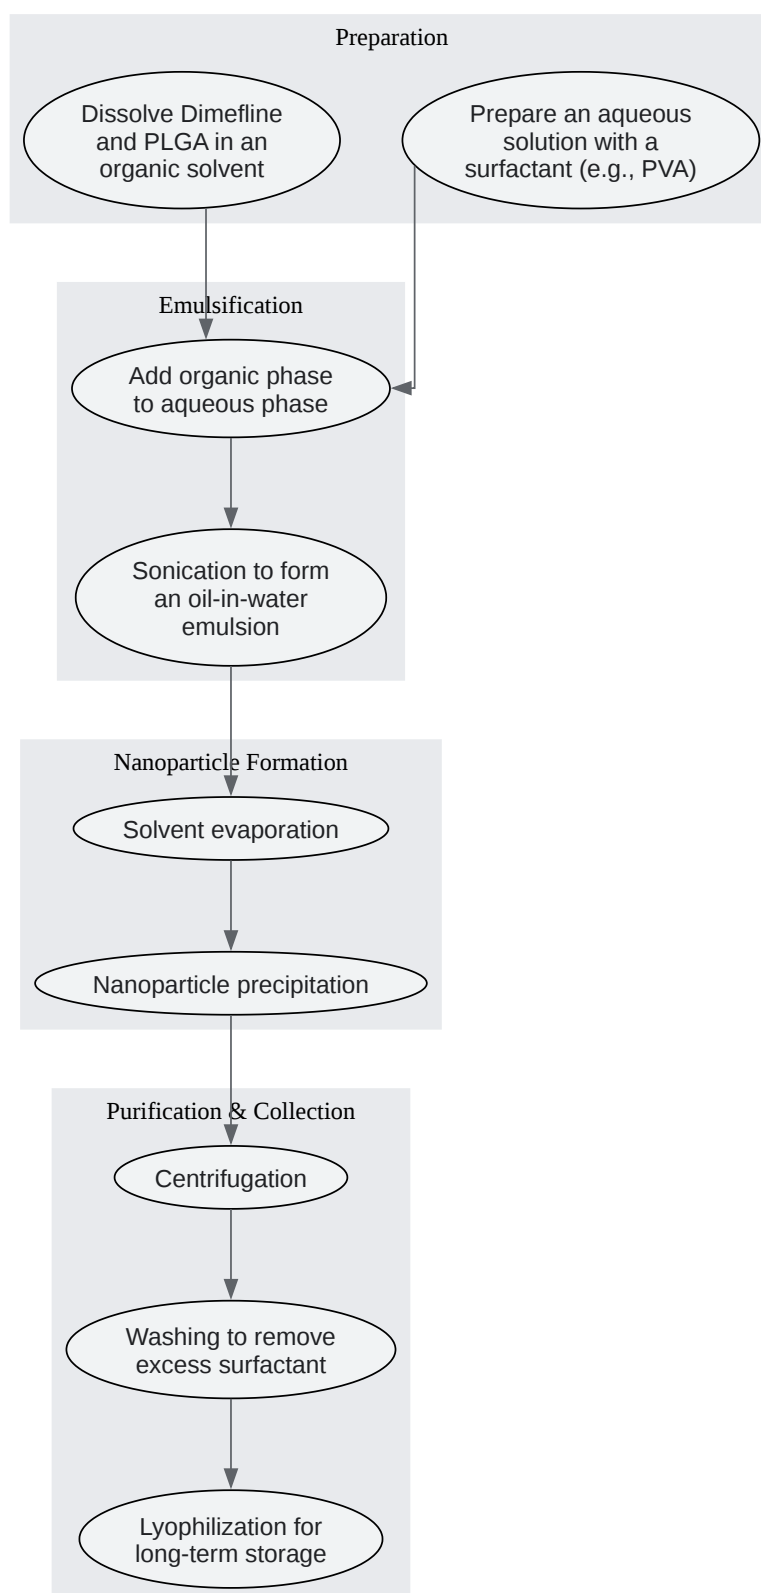 Preparation
Dissolve Dimefline
and PLGA in an
organic solvent
Prepare an aqueous
solution with a
surfactant (e.g., PVA)
Emulsification
Add organic phase
to aqueous phase
Sonication to form
an oil-in-water
emulsion
Nanoparticle Formation
Solvent evaporation
Nanoparticle precipitation
Purification & Collection
Centrifugation
Washing to remove
excess surfactant
Lyophilization for
long-term storage